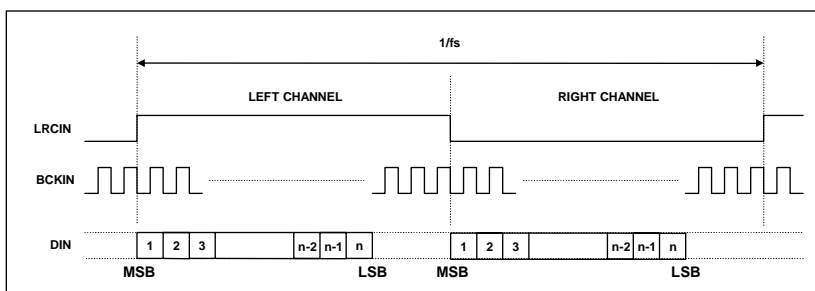 1/fs
LEFT CHANNEL RIGHT CHANNEL
LRCIN
BCKIN
DIN 1 2 3 n-2 n-1 n 1 2 3 n-2 n-1 n
MSB LSB MSB LSB